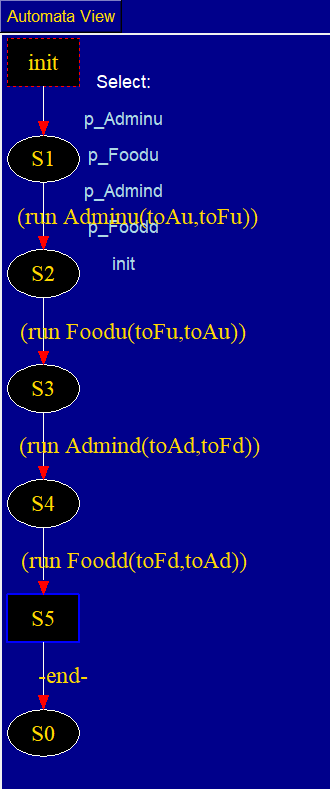 Automata View
init
Select:
p_Adminu
S1
p_Foodu
p_Admind
(run Adminu(toAu,toFu))
p_Foodd
init
S2
(run Foodu(toFu,toAu))
S3
(run Admind(toAd,toFd))
S4
(run Foodd(toFd,toAd))
S5
-end-
S0